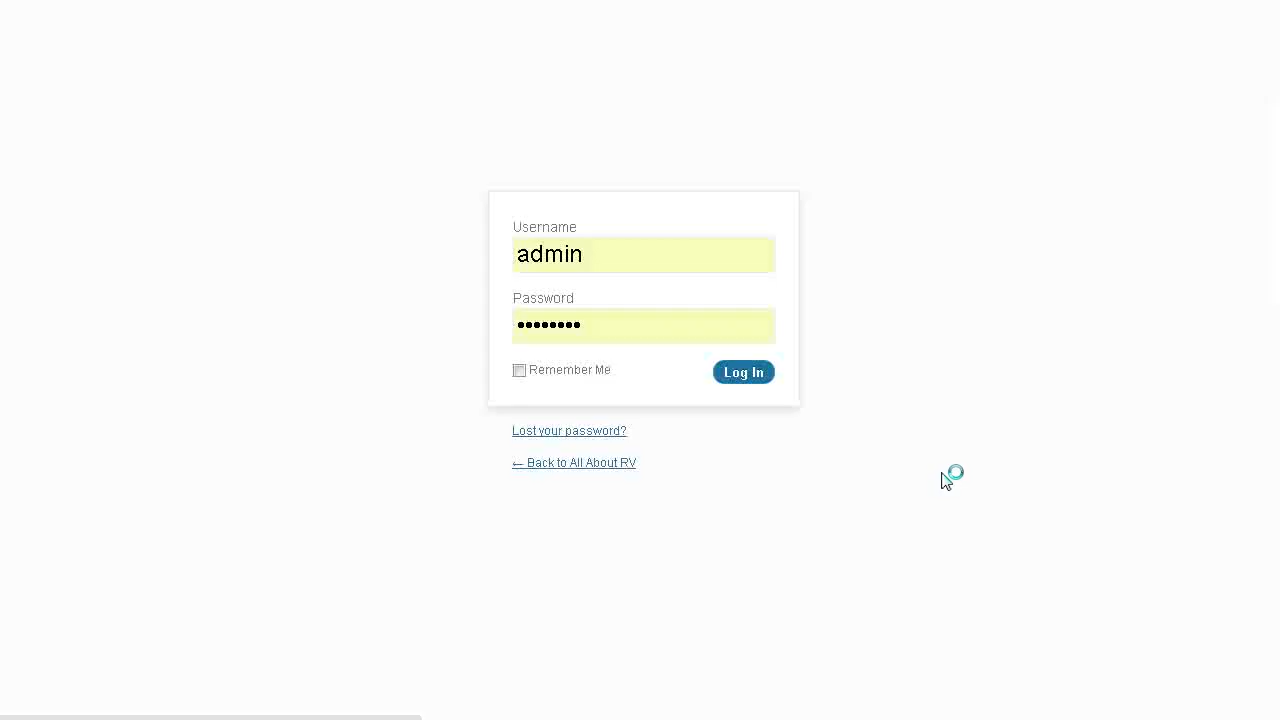 Username
admin
Password
••••••••
Remember Me
Log In
Lost your password?
← Back to All About RV